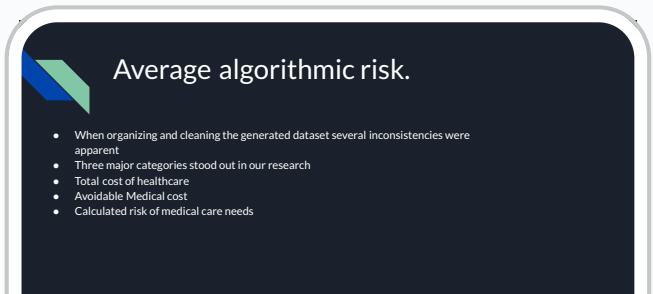 Average algorithmic risk.
● When organizing and cleaning the generated dataset several inconsistencies were
apparent
● Three major categories stood out in our research
● Total cost of healthcare
● Avoidable Medical cost
● Calculated risk of medical care needs